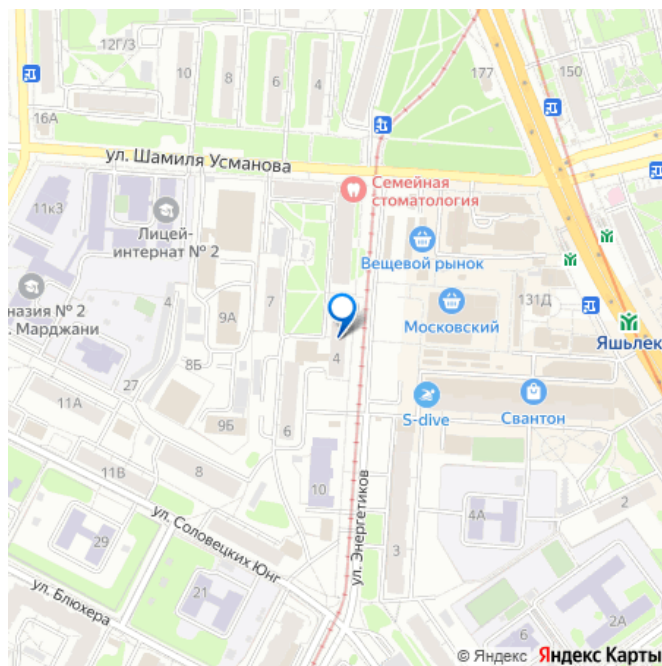 12Г/3
10
8
6
4
177
150
16А
ул. Шамиля Усманова
Семейная
стоматология
11к3
Лицей-
интернат № 2
Вещевой рынок
131Д
назия № 2
. Марджани
4
9А
7
Московский
Яшьлек
8Б
4
27
11А
9Б
6
S-dive
Свантон
11В
8
10
ул. Энергетиков
4А
2
ул. Соловецких Юнг
29
3
21
ул. Блюхера
6
2А
© Яндекс Яндекс Карты